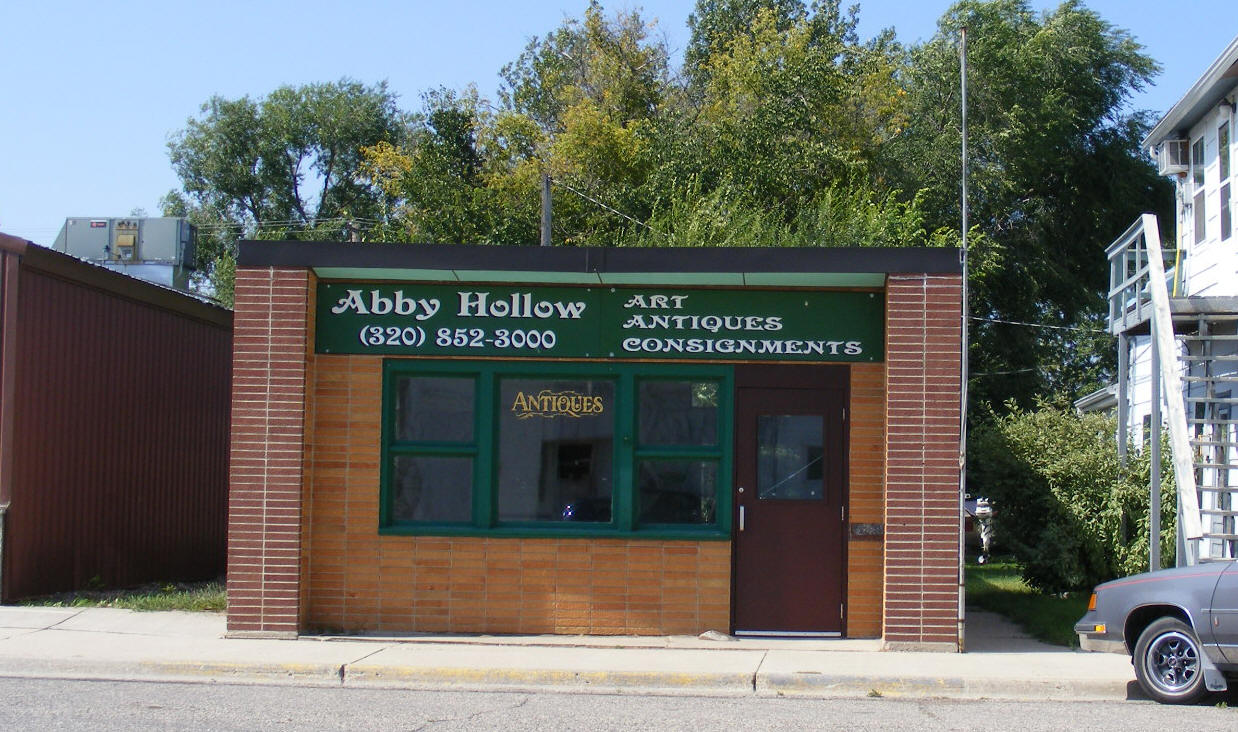 Abby Hollow
(320) 852-3000
ART
ANTIQUES
CONSIGNMENTS
ANTIQUES